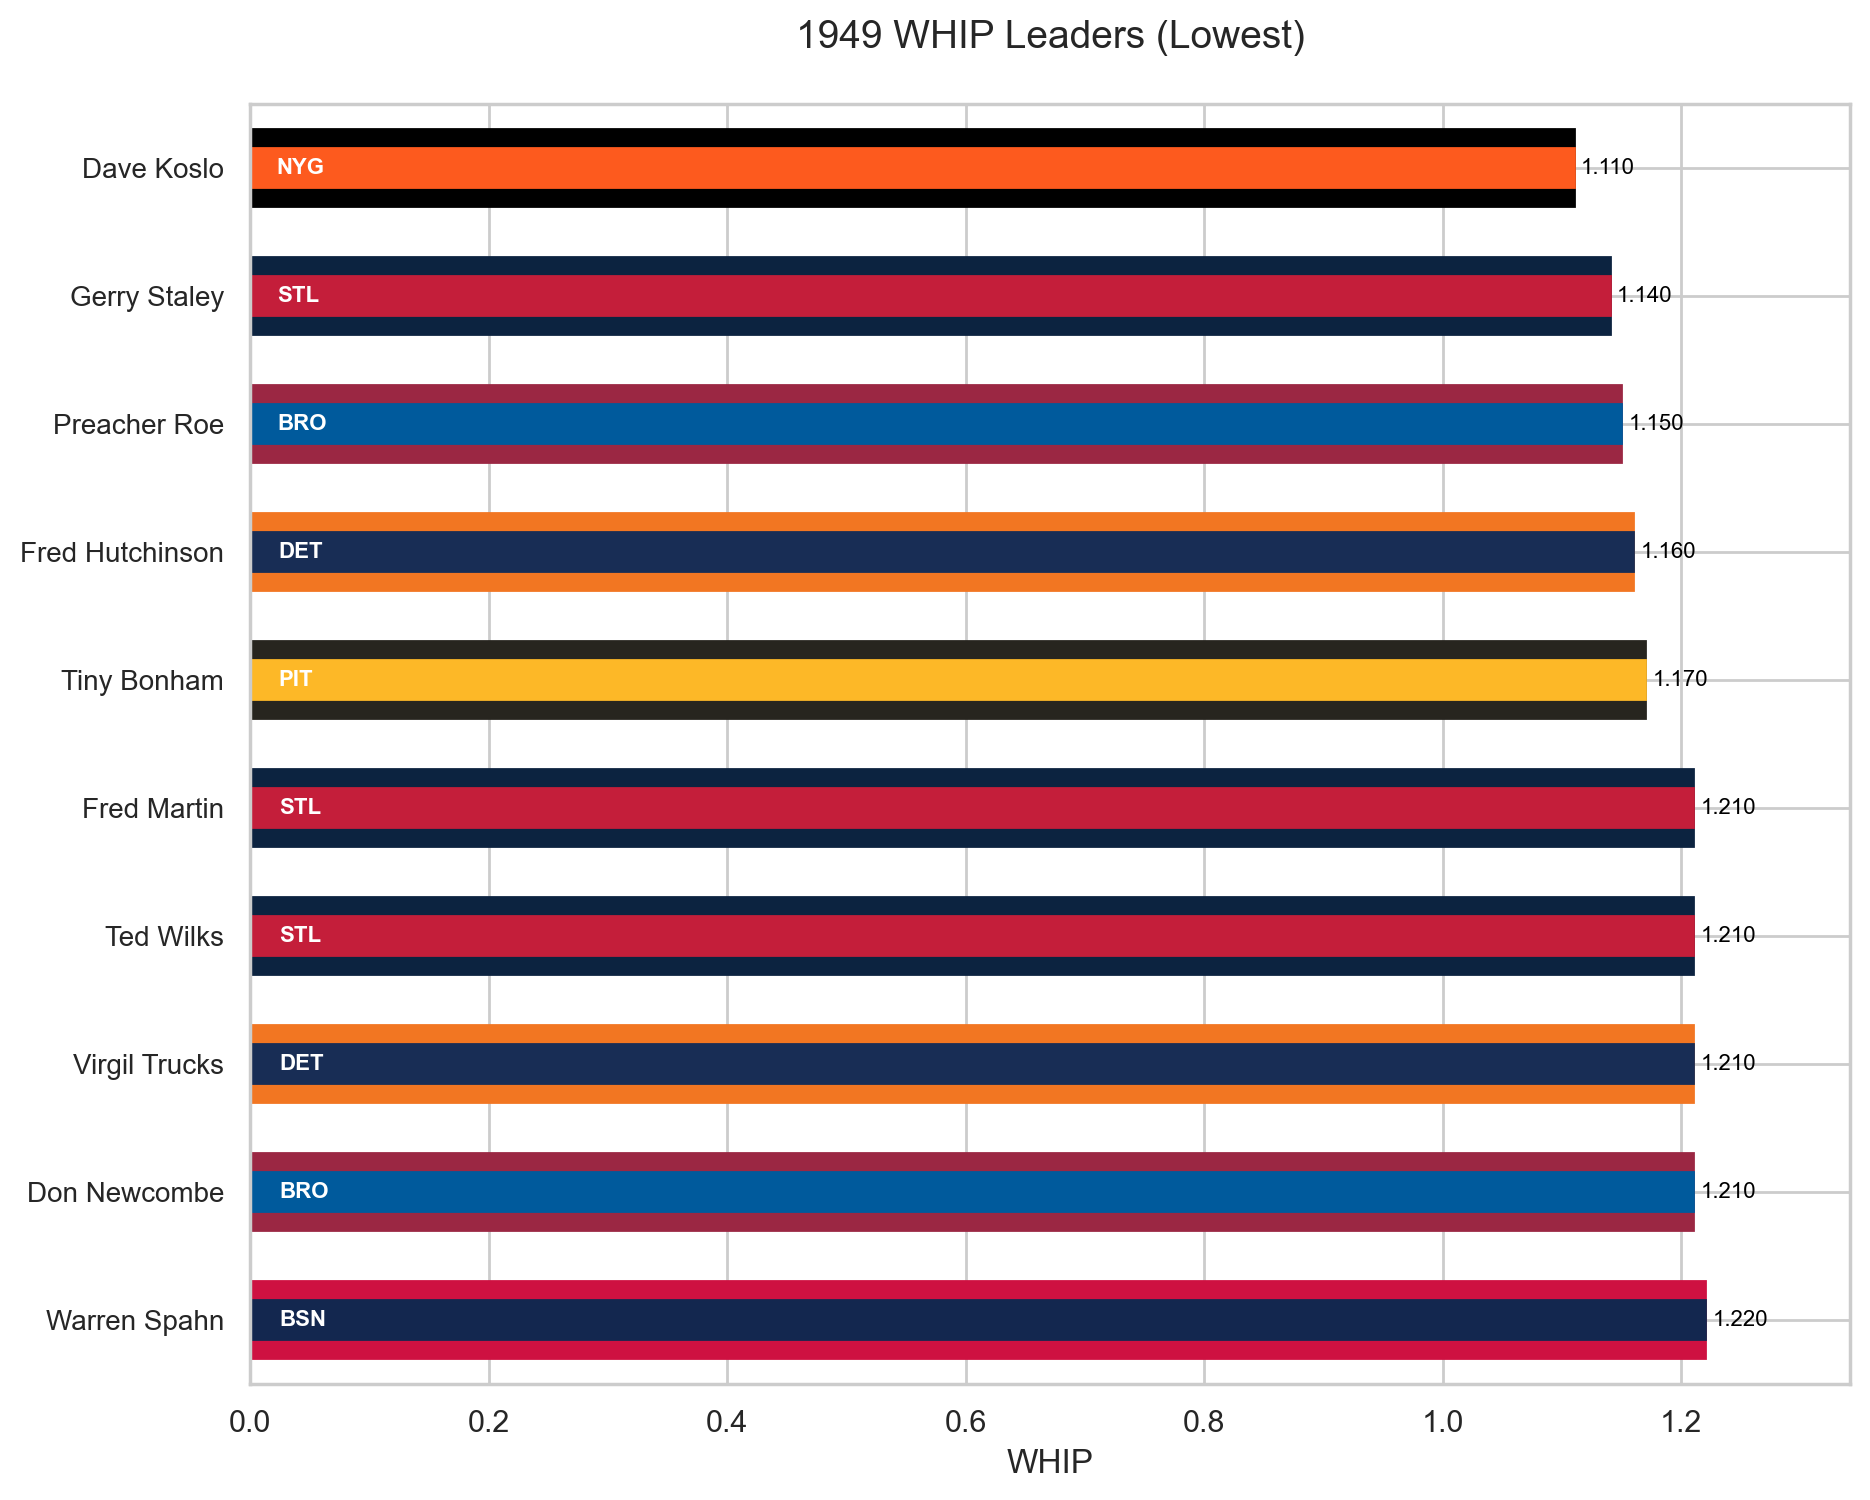 1949 WHIP Leaders (Lowest)
Dave Koslo NYG 1.110
Gerry Staley STL 1.140
Preacher Roe BRO 1.150
Fred Hutchinson DET 1.160
Tiny Bonham PIT 1.170
Fred Martin STL 1.210
Ted Wilks STL 1.210
Virgil Trucks DET 1.210
Don Newcombe BRO 1.210
Warren Spahn BSN 1.220
0.0 0.2 0.4 0.6 0.8 1.0 1.2
WHIP